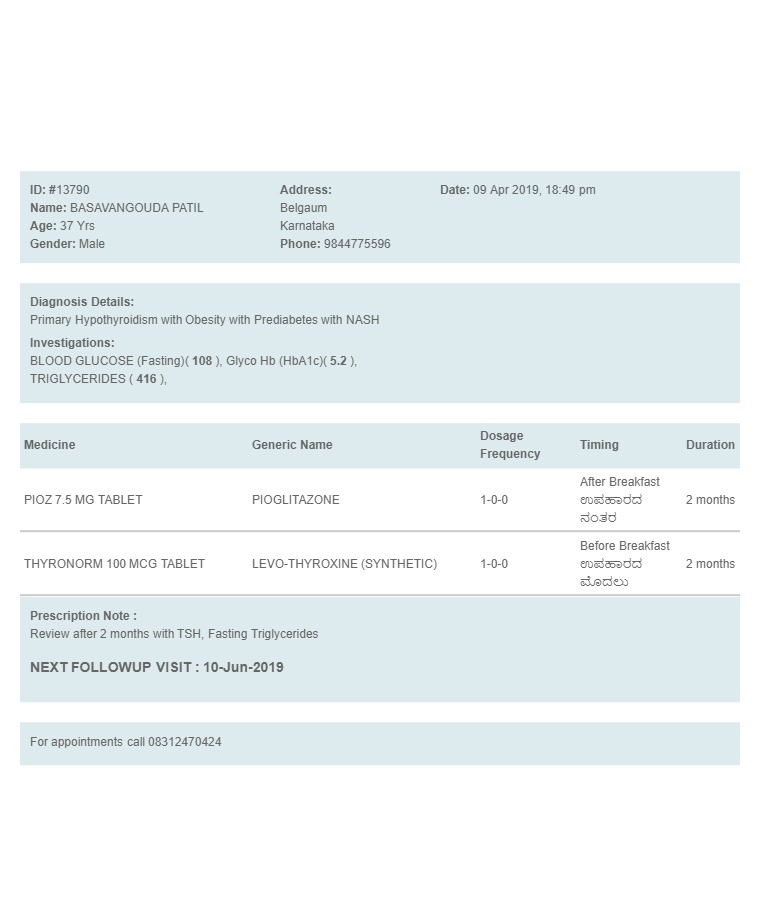 ID: #13790
Name: BASAVANGOUDA PATIL
Age: 37 Yrs
Gender: Male
Address:
Belgaum
Karnataka
Phone: 9844775596
Date: 09 Apr 2019, 18:49 pm
Diagnosis Details:
Primary Hypothyroidism with Obesity with Prediabetes with NASH
Investigations:
BLOOD GLUCOSE (Fasting)( 108 ), Glyco Hb (HbA1c)( 5.2 ),
TRIGLYCERIDES ( 416 ),
Medicine Generic Name Dosage Frequency Timing Duration
PIOZ 7.5 MG TABLET PIOGLITAZONE 1-0-0 After Breakfast 2 months
ಉಪಹಾರದ
ನಂತರ
THYRONORM 100 MCG TABLET LEVO-THYROXINE (SYNTHETIC) 1-0-0 Before Breakfast 2 months
ಉಪಹಾರದ
ಮೊದಲು
Prescription Note :
Review after 2 months with TSH, Fasting Triglycerides
NEXT FOLLOWUP VISIT : 10-Jun-2019
For appointments call 08312470424